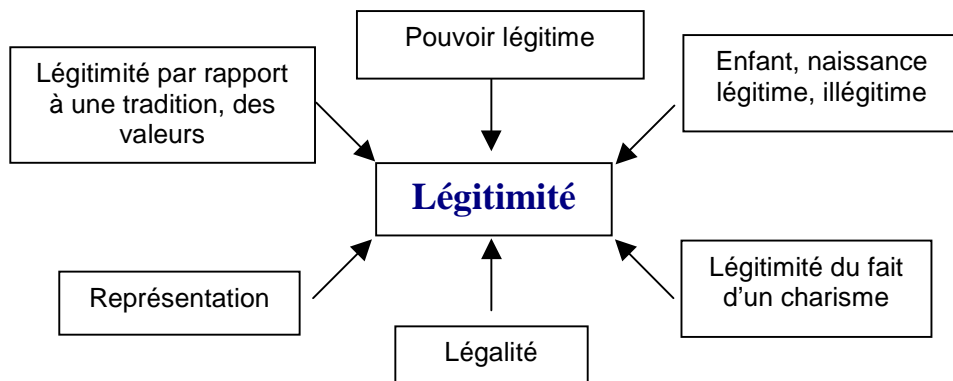 Pouvoir légitime
Légitimité par rapport
à une tradition, des
valeurs
Enfant, naissance
légitime, illégitime
Légitimité
Représentation
Légalité
Légitimité du fait
d'un charisme